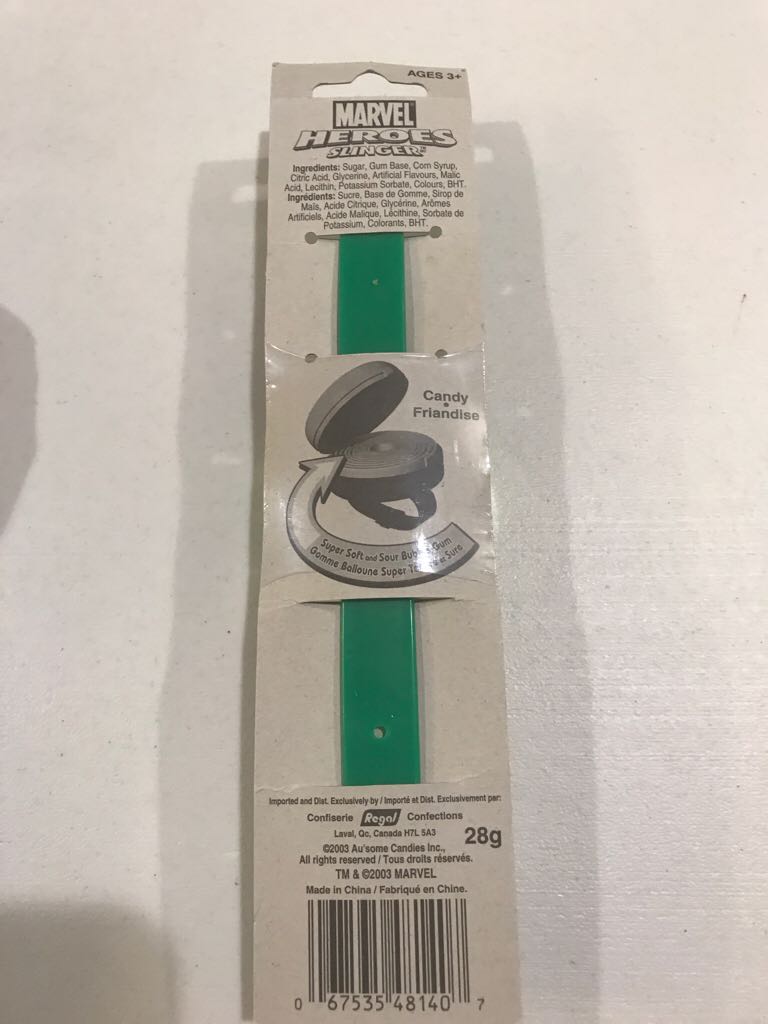 AGES 3+
MARVEL
HEROES
SLINGERS
Ingredients: Sugar, Gum Base, Corn Syrup,
Citric Acid, Glycerine, Artificial Flavours, Malic
Acid, Lecithin, Potassium Sorbate, Colours, BHT.
Ingrédients: Sucre, Base de Gomme, Sirop de
Maïs, Acide Citrique, Glycérine, Arômes
Artificiels, Acide Malique, Lécithine, Sorbate de
Potassium, Colorants, BHT.
Candy
•
Friandise
Super Soft and Sour Gum
Gomme Balloune Super et Sure
Imported and Dist. Exclusively by / Importé et Dist. Exclusivement par:
Confiserie Regal Confections
Laval, Qc, Canada H7L 5A3
28g
©2003 Au'some Candies Inc.,
All rights reserved / Tous droits réservés.
TM & ©2003 MARVEL
Made in China / Fabriqué en Chine.
0 67535 48140 7